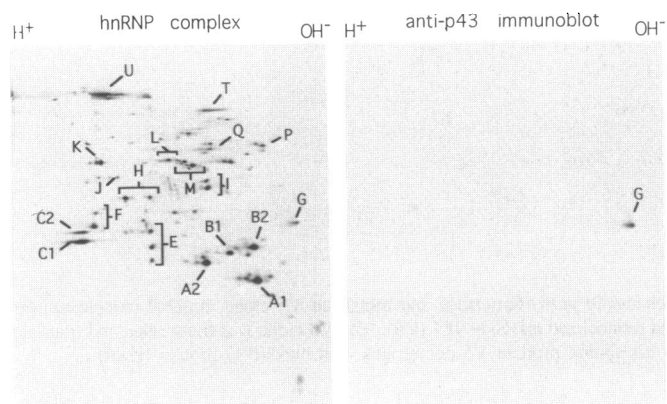 hnRNP complex
H+ OH−
U
T
L Q P
K
H
J M I
F G
C2 B1 B2
E
C1
A2 A1
anti-p43 immunoblot
H+ OH−
G